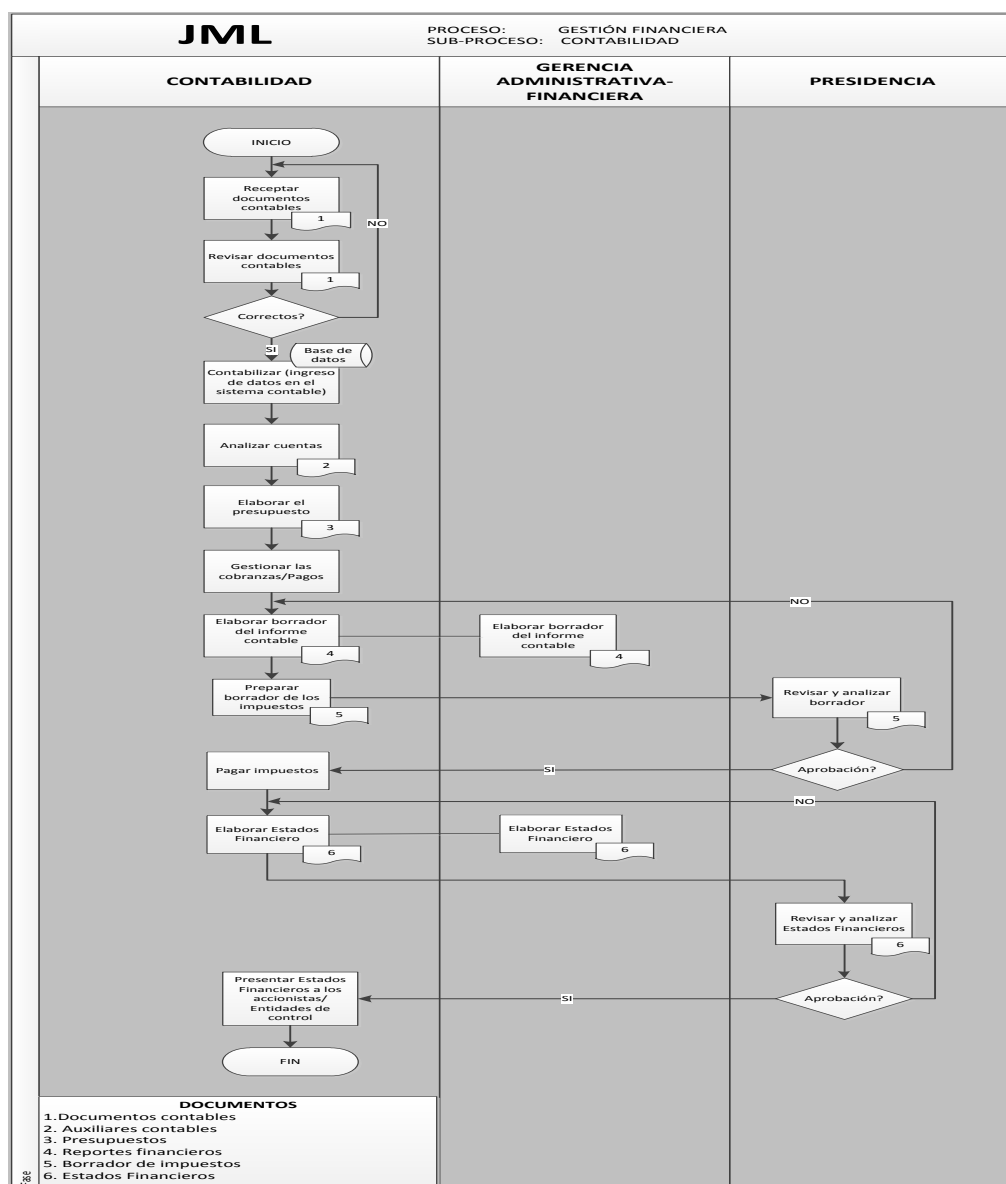 JML
PROCESO: GESTIÓN FINANCIERA
SUB-PROCESO: CONTABILIDAD
CONTABILIDAD
GERENCIA
ADMINISTRATIVA-
FINANCIERA
PRESIDENCIA
INICIO
Receptar
documentos
contables
1
NO
Revisar documentos
contables
1
Correctos?
SI
Base de
datos
Contabilizar (ingreso
de datos en el
sistema contable)
Analizar cuentas
2
Elaborar el
presupuesto
3
Gestionar las
cobranzas/Pagos
NO
Elaborar borrador
del informe
contable
4
Elaborar borrador
del informe
contable
4
Preparar
borrador de los
impuestos
5
Revisar y analizar
borrador
5
Pagar impuestos
SI
Aprobación?
NO
Elaborar Estados
Financiero
6
Elaborar Estados
Financiero
6
Revisar y analizar
Estados Financieros
6
Presentar Estados
Financieros a los
accionistas/
Entidades de
control
SI
Aprobación?
FIN
DOCUMENTOS
1.Documentos contables
2. Auxiliares contables
3. Presupuestos
4. Reportes financieros
5. Borrador de impuestos
6. Estados Financieros
Fase